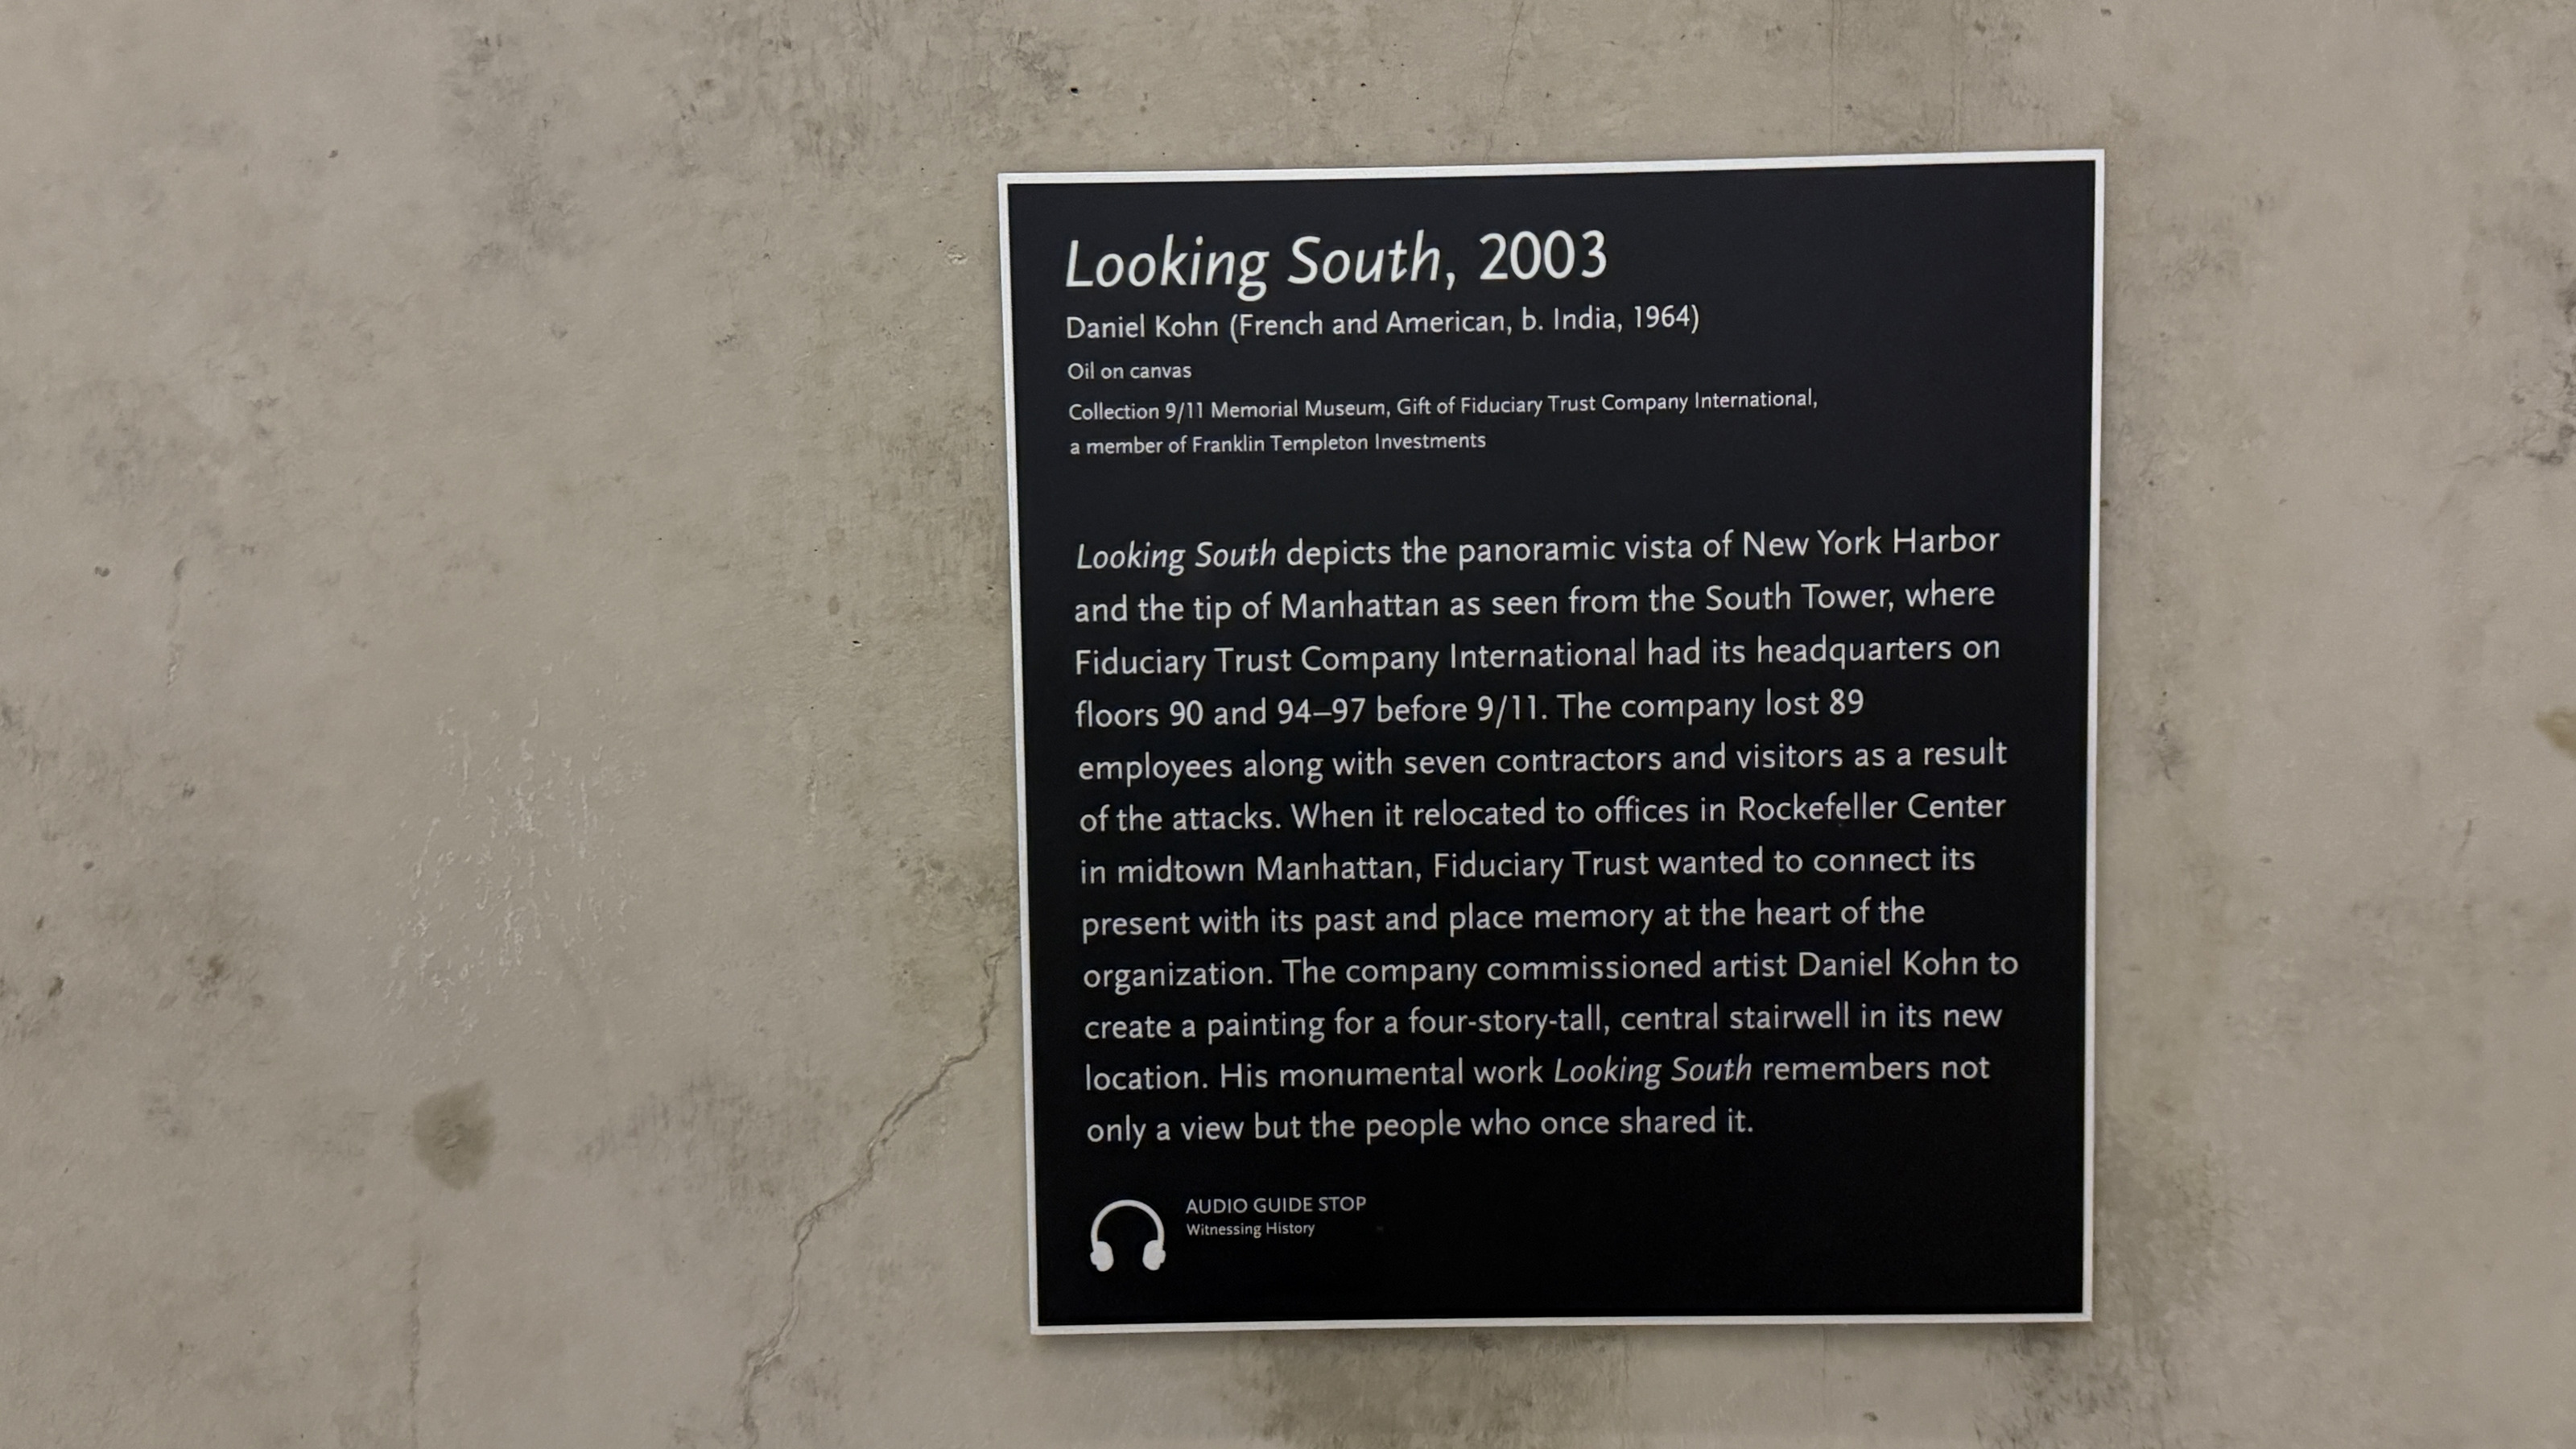 Looking South, 2003
Daniel Kohn (French and American, b. India, 1964)
Oil on canvas
Collection 9/11 Memorial Museum, Gift of Fiduciary Trust Company International,
a member of Franklin Templeton Investments
Looking South depicts the panoramic vista of New York Harbor
and the tip of Manhattan as seen from the South Tower, where
Fiduciary Trust Company International had its headquarters on
floors 90 and 94–97 before 9/11. The company lost 89
employees along with seven contractors and visitors as a result
of the attacks. When it relocated to offices in Rockefeller Center
in midtown Manhattan, Fiduciary Trust wanted to connect its
present with its past and place memory at the heart of the
organization. The company commissioned artist Daniel Kohn to
create a painting for a four-story-tall, central stairwell in its new
location. His monumental work Looking South remembers not
only a view but the people who once shared it.
AUDIO GUIDE STOP
Witnessing History